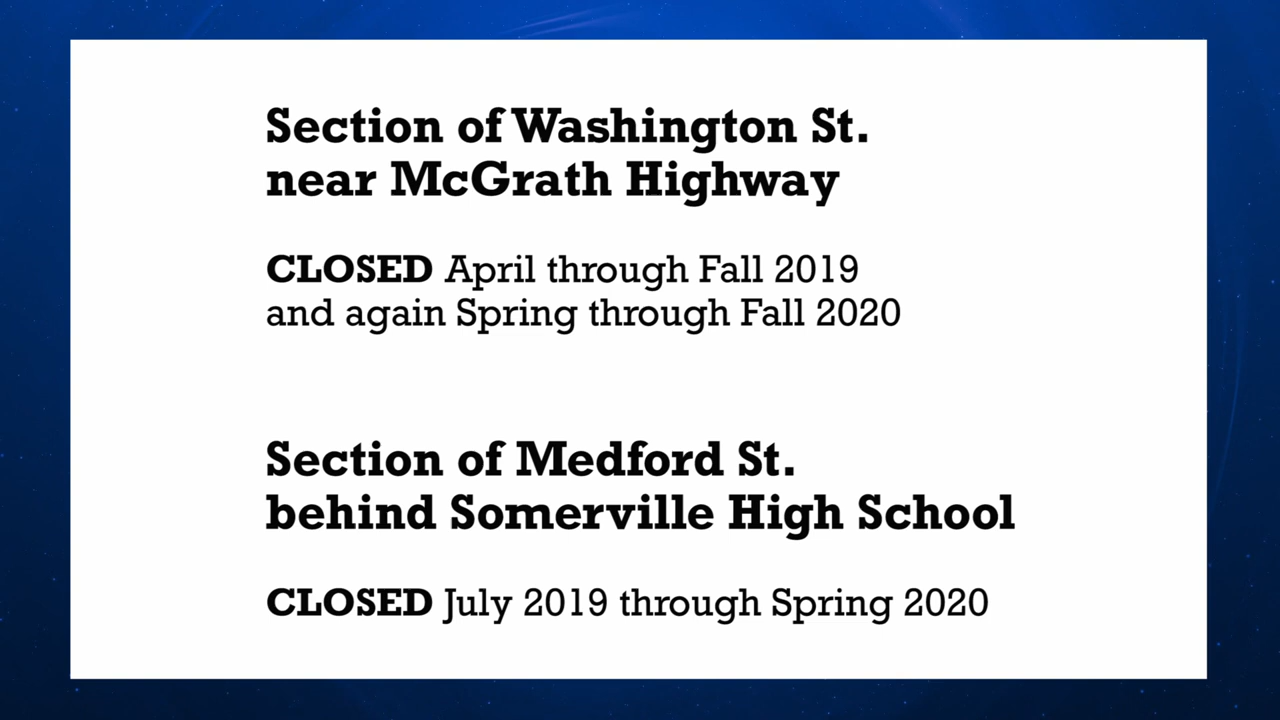 Section of Washington St.
near McGrath Highway
CLOSED April through Fall 2019
and again Spring through Fall 2020
Section of Medford St.
behind Somerville High School
CLOSED July 2019 through Spring 2020